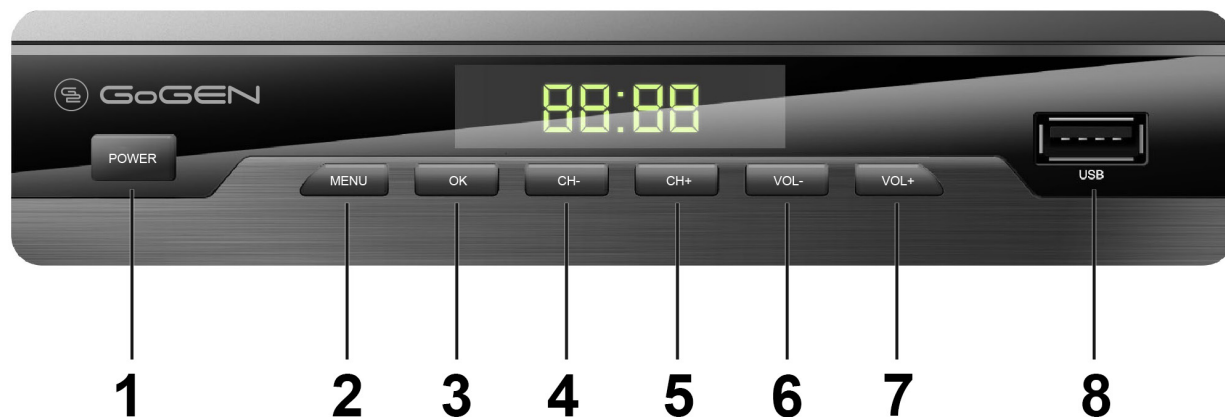 GoGEN
88:88
POWER
MENU OK CH- CH+ VOL- VOL+
USB
1 2 3 4 5 6 7 8